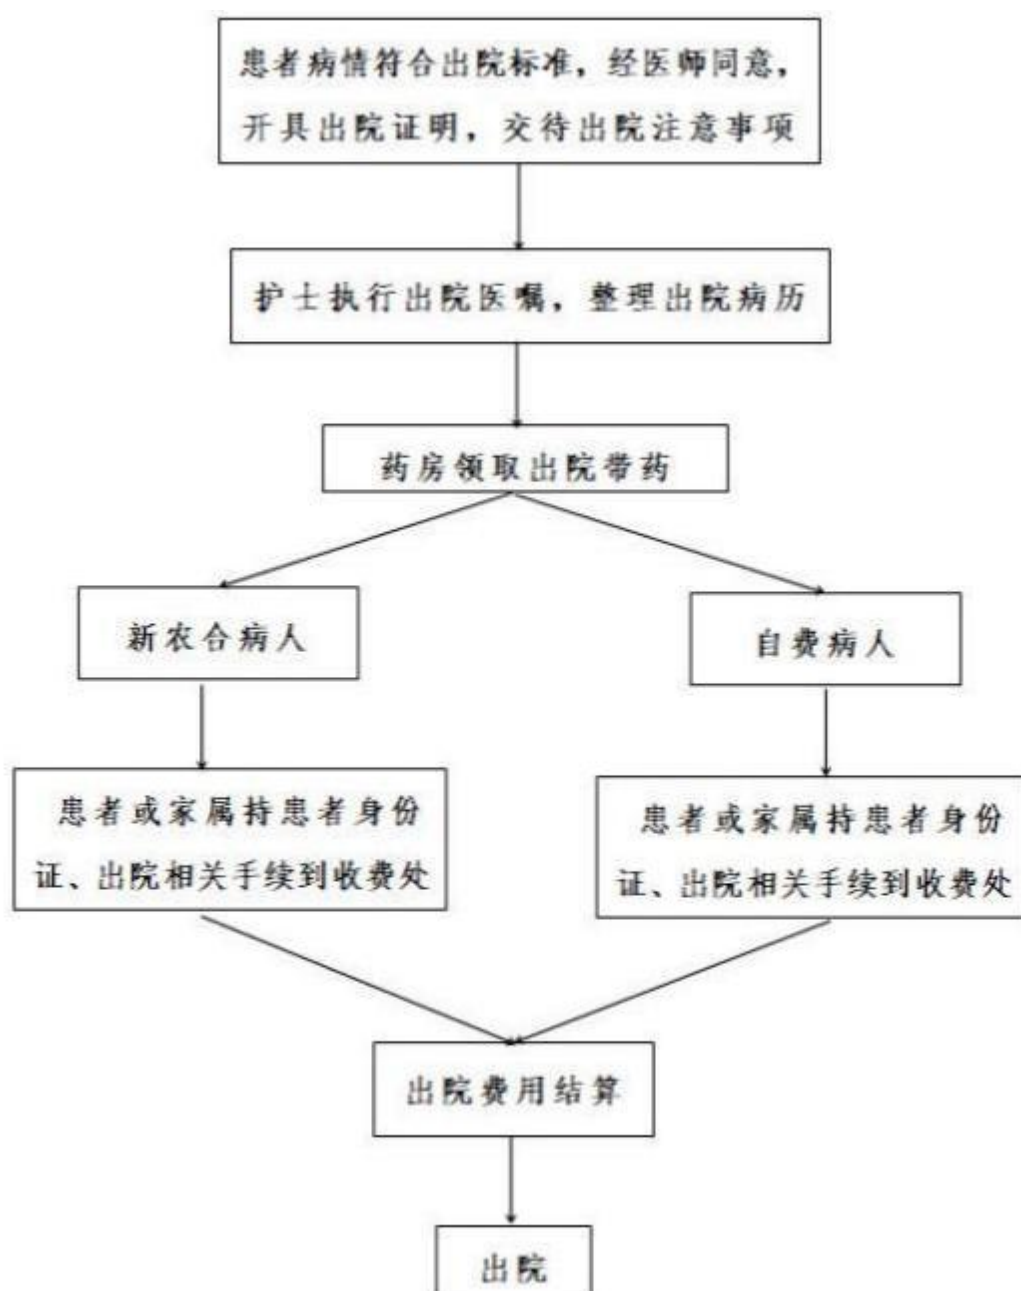 患者病情符合出院标准，经医师同意，
开具出院证明，交待出院注意事项
护士执行出院医嘱，整理出院病历
药房领取出院带药
新农合病人
自费病人
患者或家属持患者身份
证、出院相关手续到收费处
患者或家属持患者身份
证、出院相关手续到收费处
出院费用结算
出院